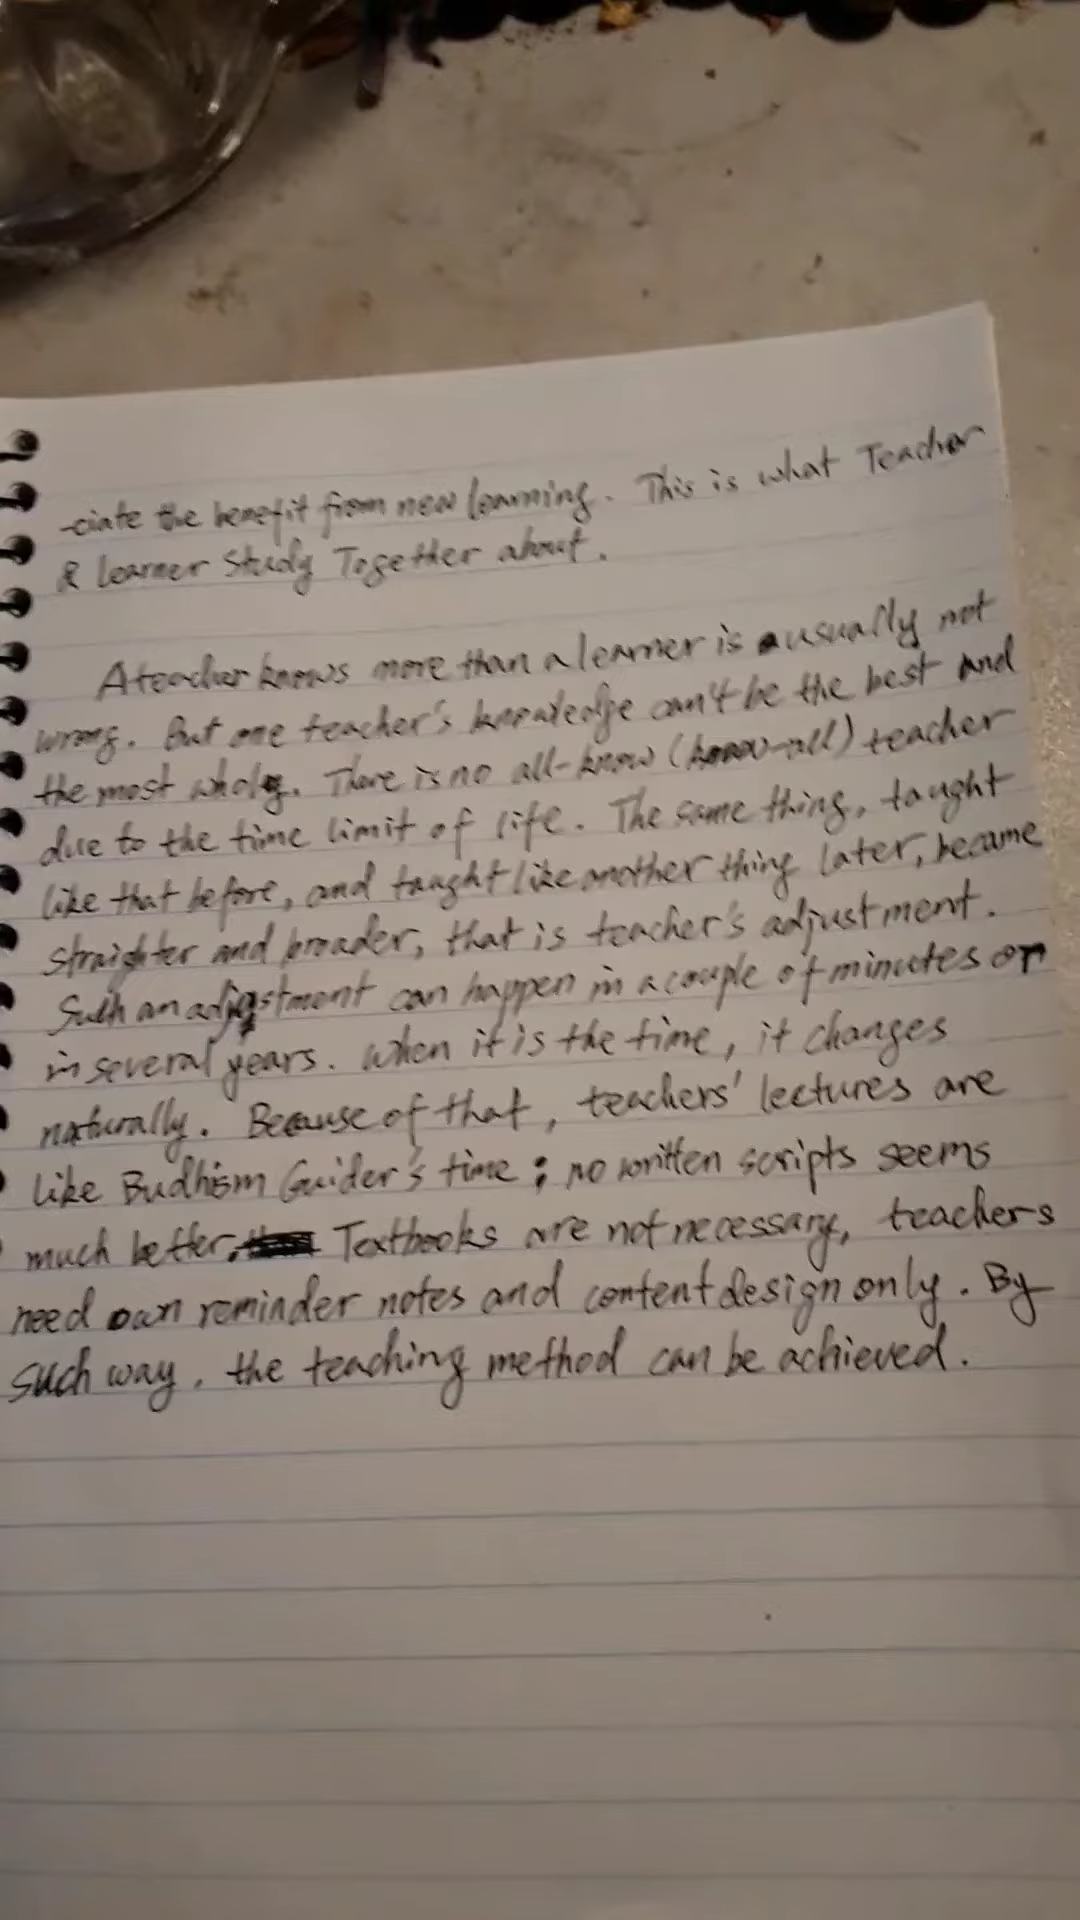 -ciate the benefit from new learning. This is what Teacher
& learner Study Together about.
A teacher knows more than a learner is usually not
wrong. But one teacher's knowledge can't be the best and
the most wholy. There is no all-know (know-all) teacher
due to the time limit of life. The same thing, taught
like that before, and taught like another thing later, became
straighter and broader, that is teacher's adjustment.
Such an adjustment can happen in a couple of minutes or
in several years. When it is the time, it changes
naturally. Because of that, teachers' lectures are
like Budhism Guider's time; no written scripts seems
much better. Textbooks are not necessary, teachers
need own reminder notes and content design only. By
such way, the teaching method can be achieved.